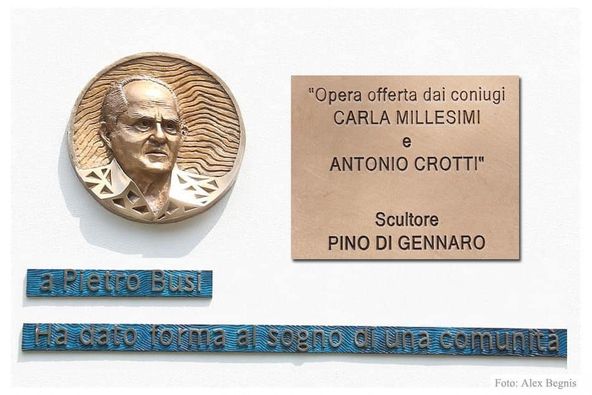 "Opera offerta dai coniugi
CARLA MILLESIMI
e
ANTONIO CROTTI"
Scultore
PINO DI GENNARO
a Pietro Busi
Ha dato forma al sogno di una comunità
Foto: Alex Begnis